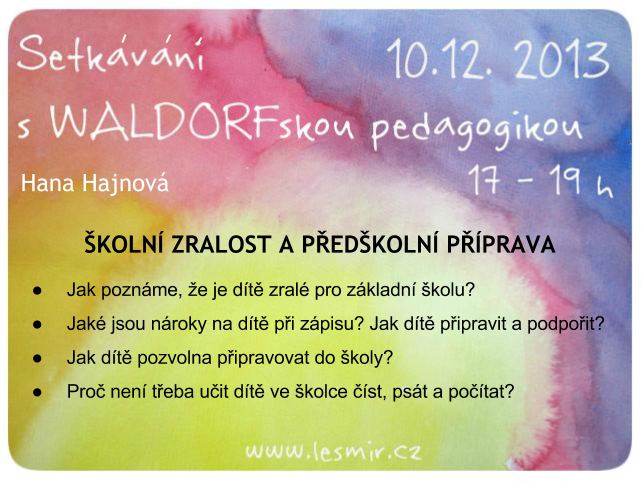 Setkávání 10.12. 2013
s WALDORFskou pedagogikou
Hana Hajnová 17 - 19 h
ŠKOLNÍ ZRALOST A PŘEDŠKOLNÍ PŘÍPRAVA
● Jak poznáme, že je dítě zralé pro základní školu?
● Jaké jsou nároky na dítě při zápisu? Jak dítě připravit a podpořit?
● Jak dítě pozvolna připravovat do školy?
● Proč není třeba učit dítě ve školce číst, psát a počítat?
www.lesmir.cz